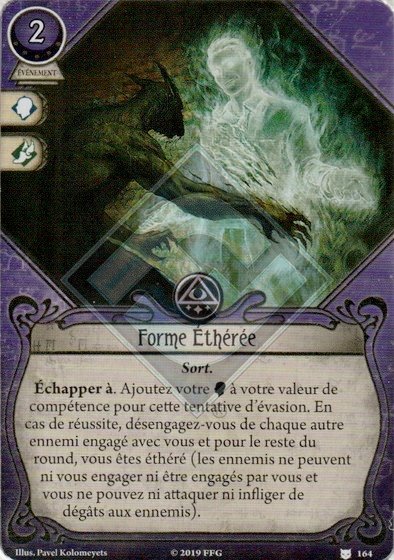 2
ÉVÉNEMENT
Forme Éthérée
Sort.
Échapper à. Ajoutez votre à votre valeur de
compétence pour cette tentative d'évasion. En
cas de réussite, désengagez-vous de chaque autre
ennemi engagé avec vous et pour le reste du
round, vous êtes éthéré (les ennemis ne peuvent
ni vous engager ni être engagés par vous et
vous ne pouvez ni attaquer ni infliger de
dégâts aux ennemis).
Illus. Pavel Kolomeyets © 2019 FFG 164